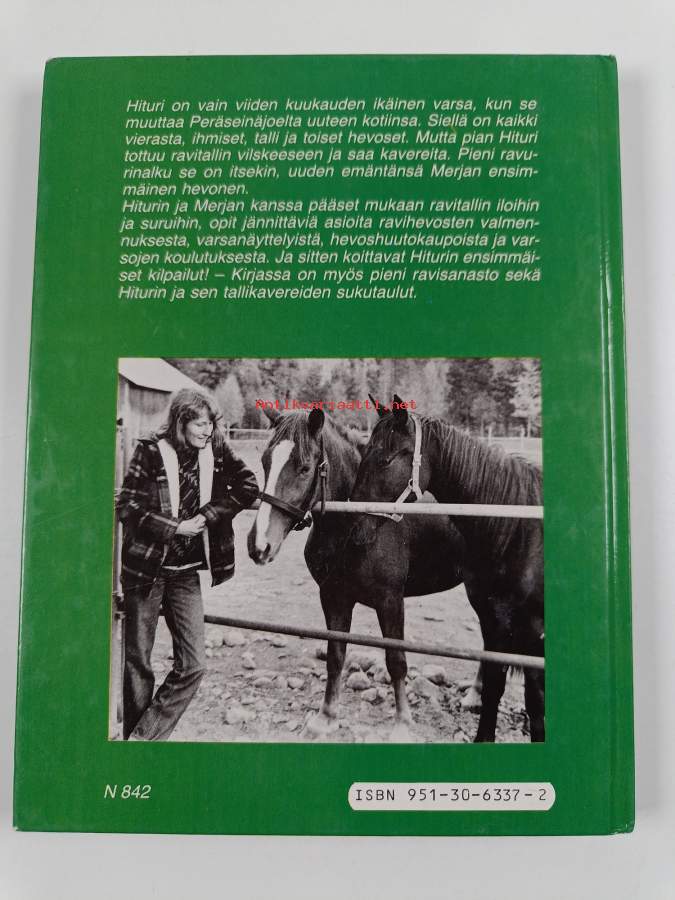 Hituri on vain viiden kuukauden ikäinen varsa, kun se
muuttaa Peräseinäjoelta uuteen kotiinsa. Siellä on kaikki
vierasta, ihmiset, talli ja toiset hevoset. Mutta pian Hituri
tottuu ravitallin vilskeeseen ja saa kavereita. Pieni ravu-
rinalku se on itsekin, uuden emäntänsä Merjan ensim-
mäinen hevonen.
Hiturin ja Merjan kanssa pääset mukaan ravitallin iloihin
ja suruihin, opit jännittäviä asioita ravihevosten valmen-
nuksesta, varsanäyttelyistä, hevoshuutokaupoista ja var-
sojen koulutuksesta. Ja sitten koittavat Hiturin ensimmäi-
set kilpailut! – Kirjassa on myös pieni ravisanasto sekä
Hiturin ja sen tallikavereiden sukutaulut.
Antikvariaatti.net
N 842
ISBN 951-30-6337-2